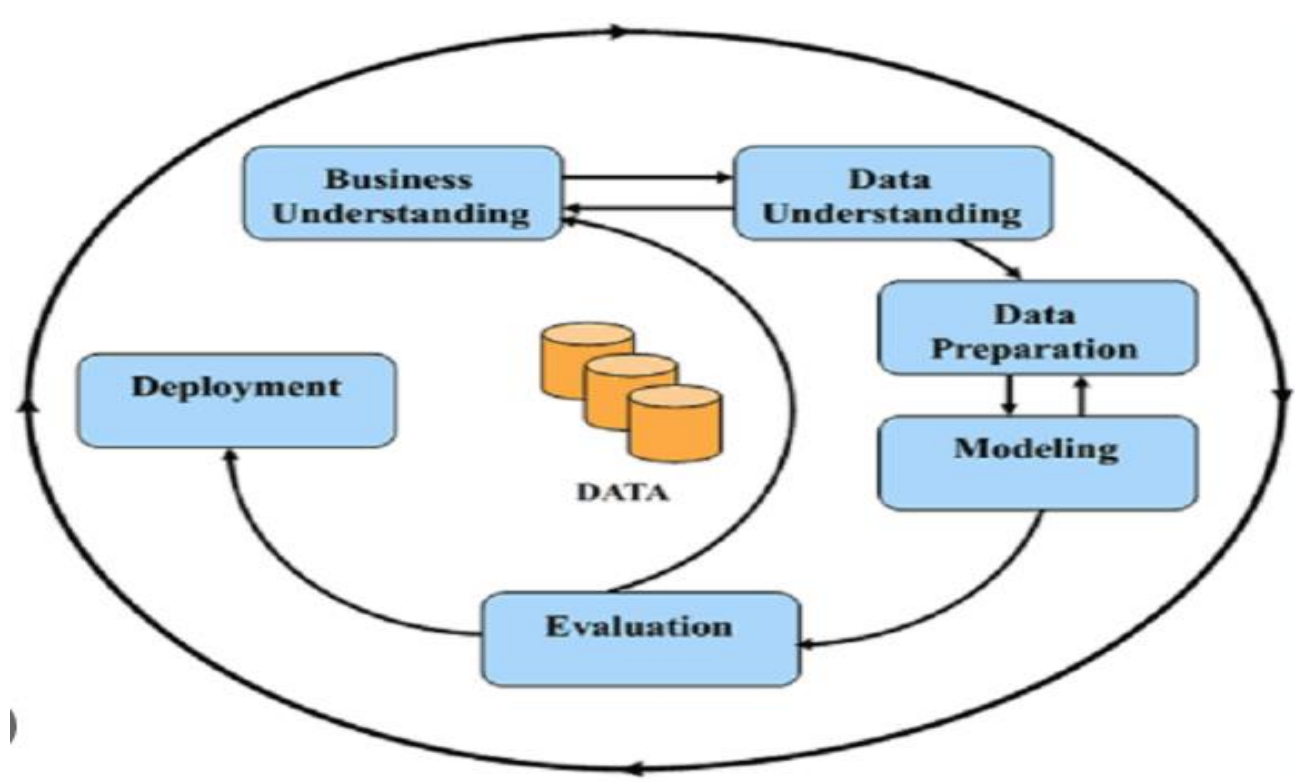 Business
Understanding
Data
Understanding
Data
Preparation
Modeling
Deployment
DATA
Evaluation